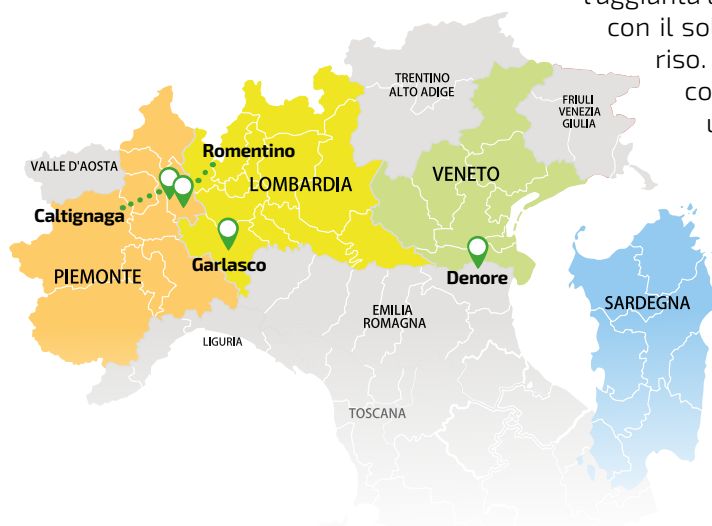 con il sol
riso.
co
u
TRENTINO
ALTO ADIGE
FRIULI
VENEZIA
GIULIA
Romentino
VALLE D'AOSTA
LOMBARDIA
VENETO
Caltignaga
Garlasco
Denore
PIEMONTE
SARDEGNA
EMILIA
ROMAGNA
LIGURIA
TOSCANA